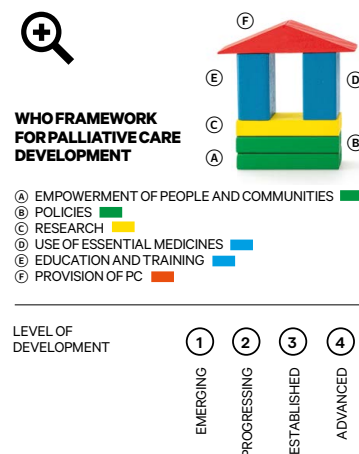 Ⓕ
Ⓔ
Ⓓ
Ⓒ
Ⓑ
Ⓐ
WHO FRAMEWORK
FOR PALLIATIVE CARE
DEVELOPMENT
Ⓐ EMPOWERMENT OF PEOPLE AND COMMUNITIES
Ⓑ POLICIES
Ⓒ RESEARCH
Ⓓ USE OF ESSENTIAL MEDICINES
Ⓔ EDUCATION AND TRAINING
Ⓕ PROVISION OF PC
LEVEL OF
DEVELOPMENT
1 2 3 4
EMERGING
PROGRESSING
ESTABLISHED
ADVANCED